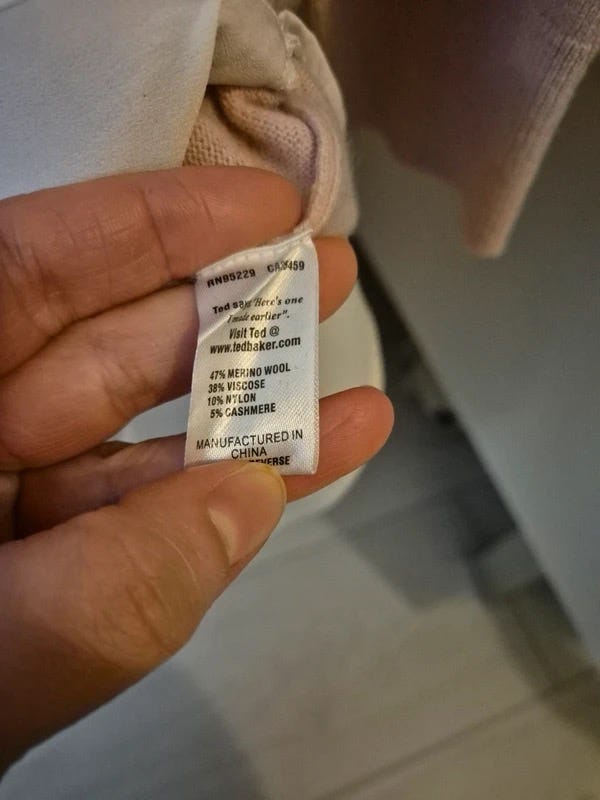 RN95229 CA3459
Ted says 'Here's one
I made earlier".
Visit Ted @
www.tedbaker.com
47% MERINO WOOL
38% VISCOSE
10% NYLON
5% CASHMERE
MANUFACTURED IN
CHINA